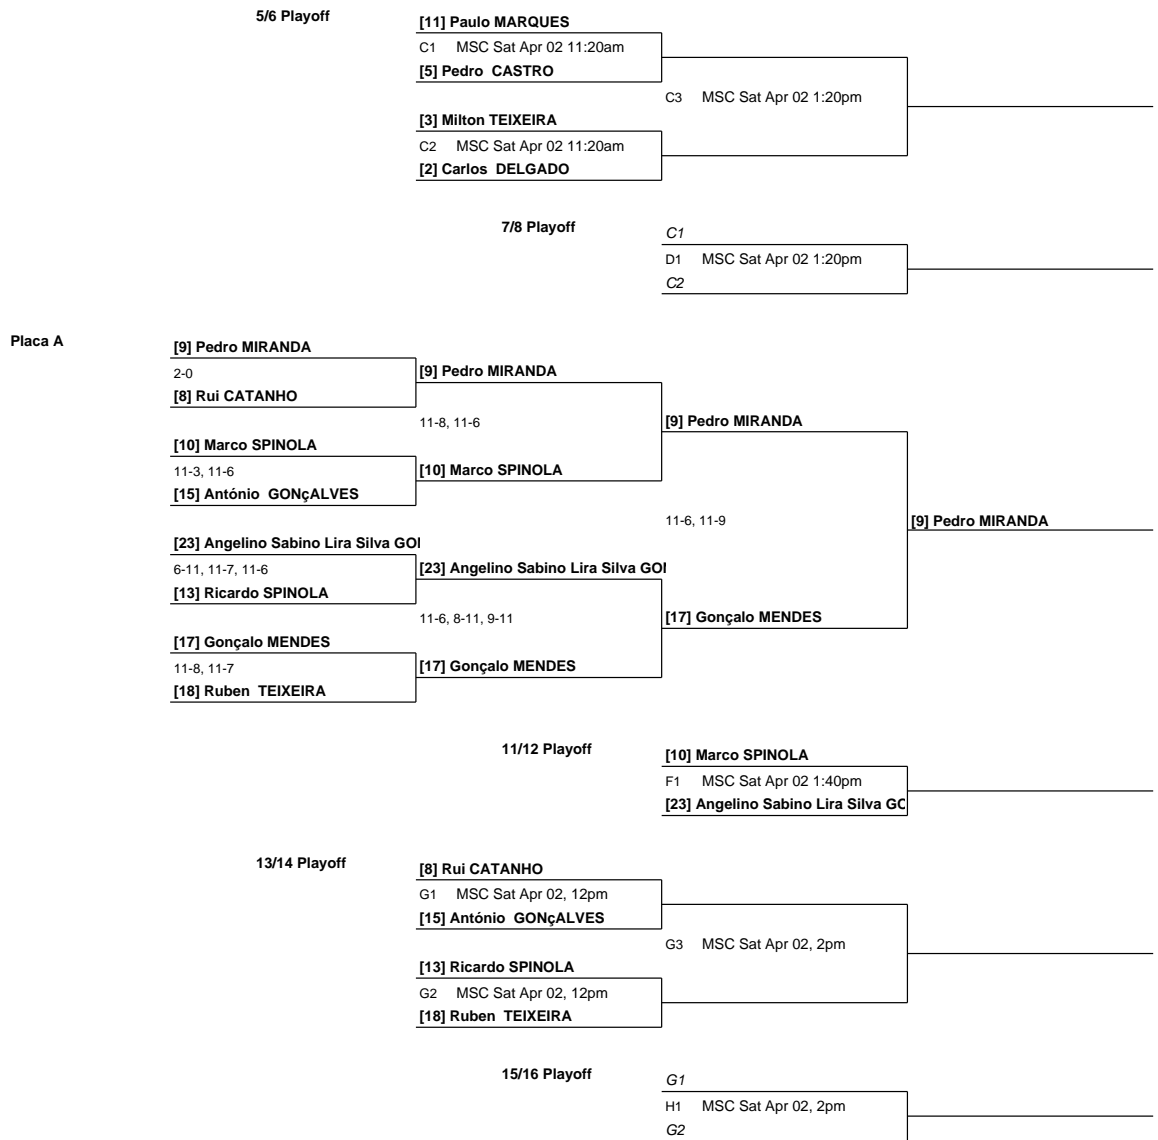 5/6 Playoff
[11] Paulo MARQUES
C1 MSC Sat Apr 02 11:20am
[5] Pedro CASTRO
C3 MSC Sat Apr 02 1:20pm
[3] Milton TEIXEIRA
C2 MSC Sat Apr 02 11:20am
[2] Carlos DELGADO
7/8 Playoff
C1
D1 MSC Sat Apr 02 1:20pm
C2
Placa A
[9] Pedro MIRANDA
2-0
[9] Pedro MIRANDA
[8] Rui CATANHO
11-8, 11-6
[9] Pedro MIRANDA
[10] Marco SPINOLA
11-3, 11-6
[10] Marco SPINOLA
[15] António GONçALVES
11-6, 11-9
[9] Pedro MIRANDA
[23] Angelino Sabino Lira Silva GO
6-11, 11-7, 11-6
[23] Angelino Sabino Lira Silva GO
[13] Ricardo SPINOLA
11-6, 8-11, 9-11
[17] Gonçalo MENDES
[17] Gonçalo MENDES
11-8, 11-7
[17] Gonçalo MENDES
[18] Ruben TEIXEIRA
11/12 Playoff
[10] Marco SPINOLA
F1 MSC Sat Apr 02 1:40pm
[23] Angelino Sabino Lira Silva GO
13/14 Playoff
[8] Rui CATANHO
G1 MSC Sat Apr 02, 12pm
[15] António GONçALVES
G3 MSC Sat Apr 02, 2pm
[13] Ricardo SPINOLA
G2 MSC Sat Apr 02, 12pm
[18] Ruben TEIXEIRA
15/16 Playoff
G1
H1 MSC Sat Apr 02, 2pm
G2